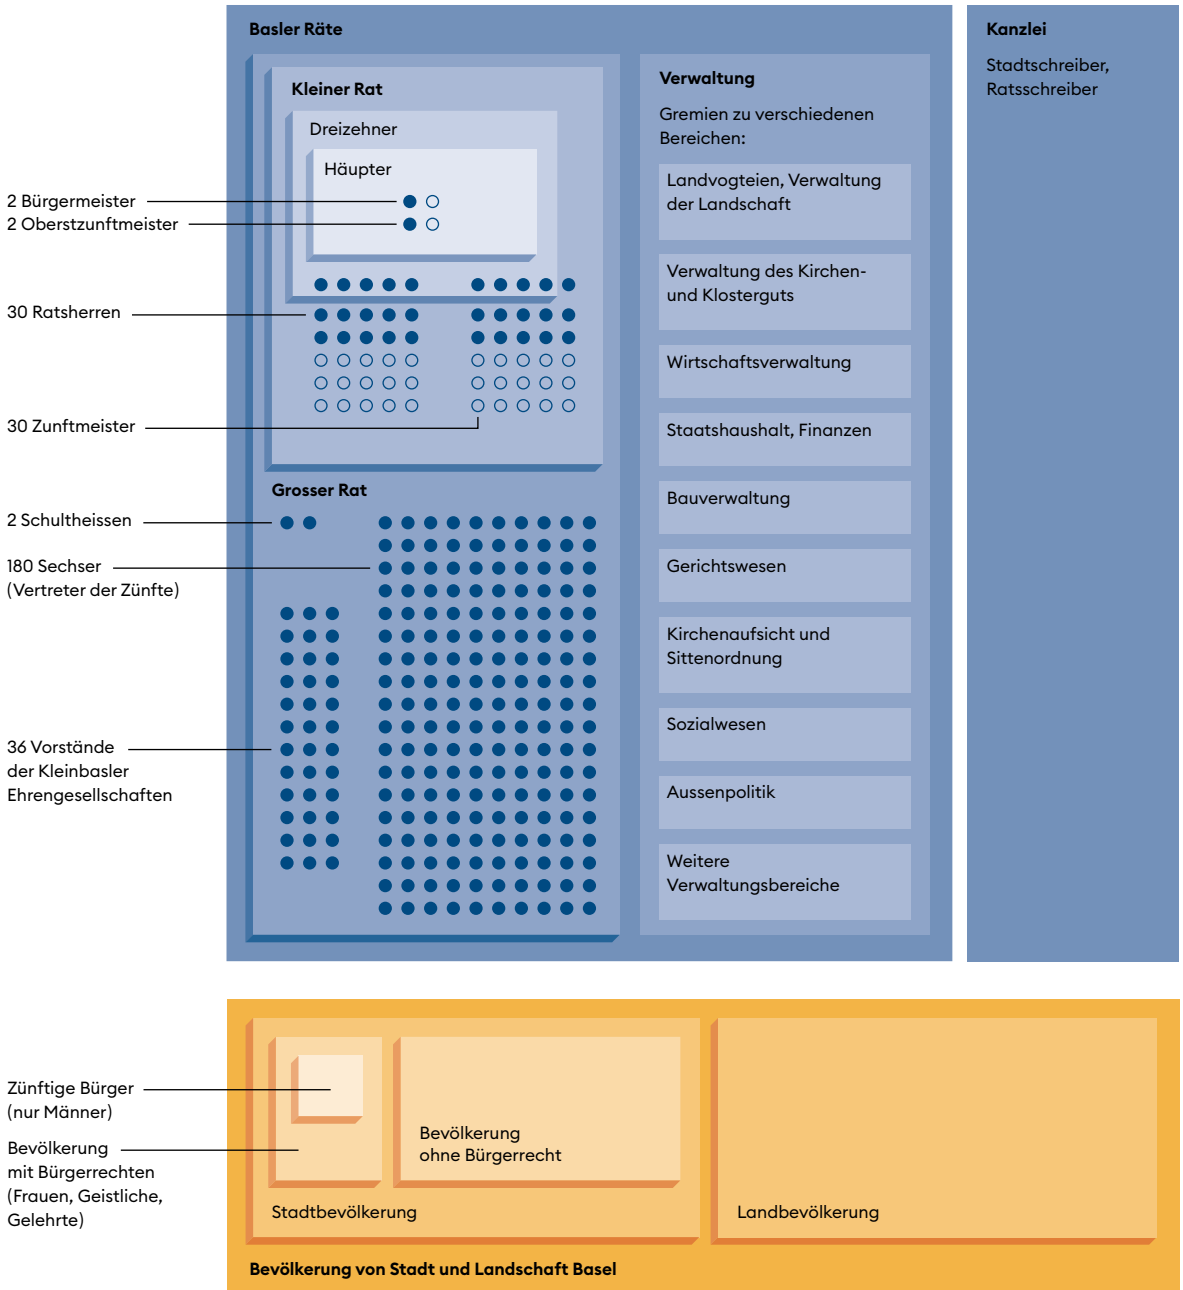 Basler Räte
Kleiner Rat
Dreizehner
Häupter
2 Bürgermeister
2 Oberstzunftmeister
30 Ratsherren
30 Zunftmeister
Grosser Rat
2 Schultheissen
180 Sechser
(Vertreter der Zünfte)
36 Vorstände
der Kleinbasler
Ehrengesellschaften
Verwaltung
Gremien zu verschiedenen
Bereichen:
Landvogteien, Verwaltung
der Landschaft
Verwaltung des Kirchen-
und Klosterguts
Wirtschaftsverwaltung
Staatshaushalt, Finanzen
Bauverwaltung
Gerichtswesen
Kirchenaufsicht und
Sittenordnung
Sozialwesen
Aussenpolitik
Weitere
Verwaltungsbereiche
Kanzlei
Stadtschreiber,
Ratsschreiber
Zünftige Bürger
(nur Männer)
Bevölkerung
mit Bürgerrechten
(Frauen, Geistliche,
Gelehrte)
Bevölkerung
ohne Bürgerrecht
Stadtbevölkerung
Landbevölkerung
Bevölkerung von Stadt und Landschaft Basel